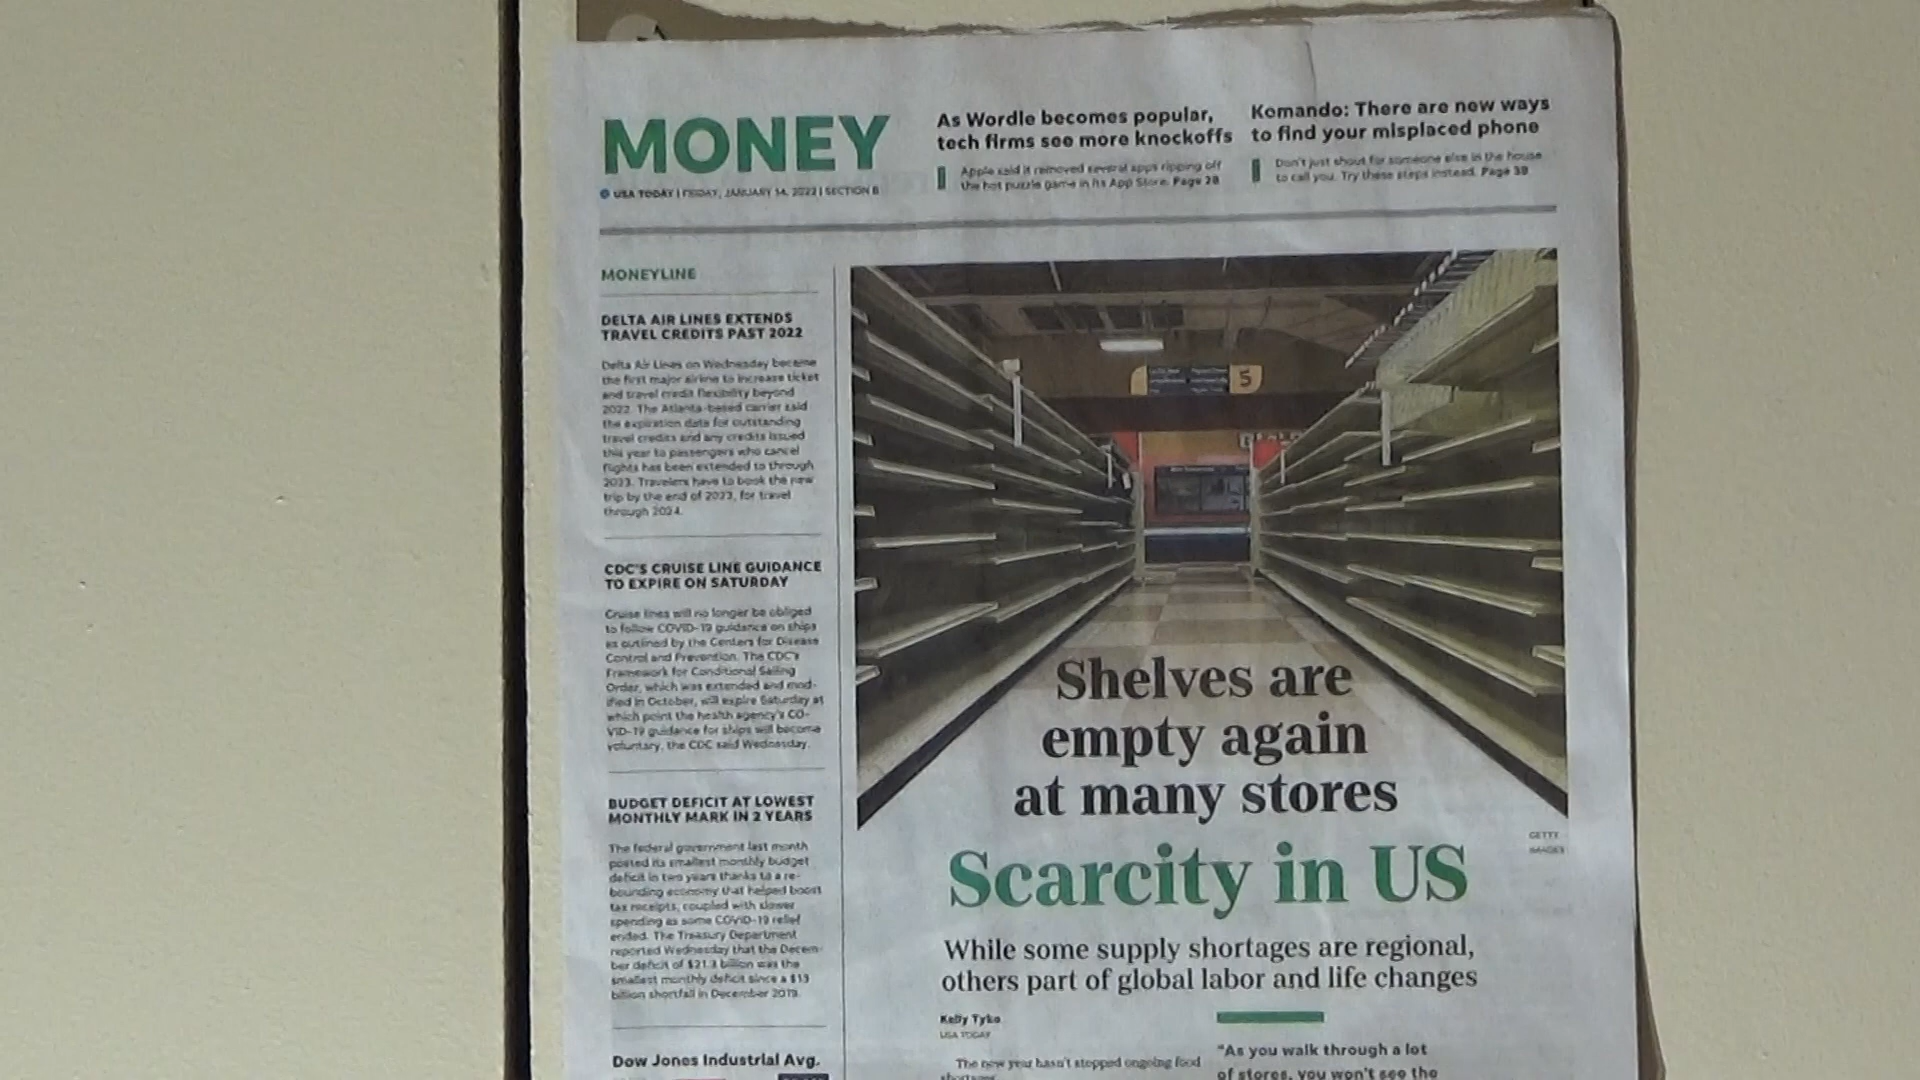 MONEY
USA TODAY | FRIDAY, JANUARY 14, 2022 | SECTION B
As Wordle becomes popular,
tech firms see more knockoffs
Apple said it removed several apps ripping off
the hot puzzle game in its App Store. Page 2B
Komando: There are new ways
to find your misplaced phone
Don't just shout for someone else in the house
to call you. Try these steps instead. Page 3B
MONEYLINE
DELTA AIR LINES EXTENDS
TRAVEL CREDITS PAST 2022
Delta Air Lines on Wednesday became
the first major airline to increase ticket
and travel credit flexibility beyond
2022. The Atlanta-based carrier said
the expiration date for outstanding
travel credits and any credits issued
this year to passengers who cancel
flights has been extended to through
2023. Travelers have to book the new
trip by the end of 2023, for travel
through 2024.
CDC'S CRUISE LINE GUIDANCE
TO EXPIRE ON SATURDAY
Cruise lines will no longer be obliged
to follow COVID-19 guidance on ships
as outlined by the Centers for Disease
Control and Prevention. The CDC's
Framework for Conditional Sailing
Order, which was extended and mod-
ified in October, will expire Saturday at
which point the health agency's CO-
VID-19 guidance for ships will become
voluntary, the CDC said Wednesday.
BUDGET DEFICIT AT LOWEST
MONTHLY MARK IN 2 YEARS
The federal government last month
posted its smallest monthly budget
deficit in two years thanks to a re-
bounding economy that helped boost
tax receipts, coupled with slower
spending as some COVID-19 relief
ended. The Treasury Department
reported Wednesday that the Decem-
ber deficit of $21.3 billion was the
smallest monthly deficit since a $13
billion shortfall in December 2019.
Dow Jones Industrial Avg.
5
Shelves are
empty again
at many stores
GETTY
IMAGES
Scarcity in US
While some supply shortages are regional,
others part of global labor and life changes
Kelly Tyko
USA TODAY
The new year hasn't stopped ongoing food
shortages
"As you walk through a lot
of stores, you won't see the